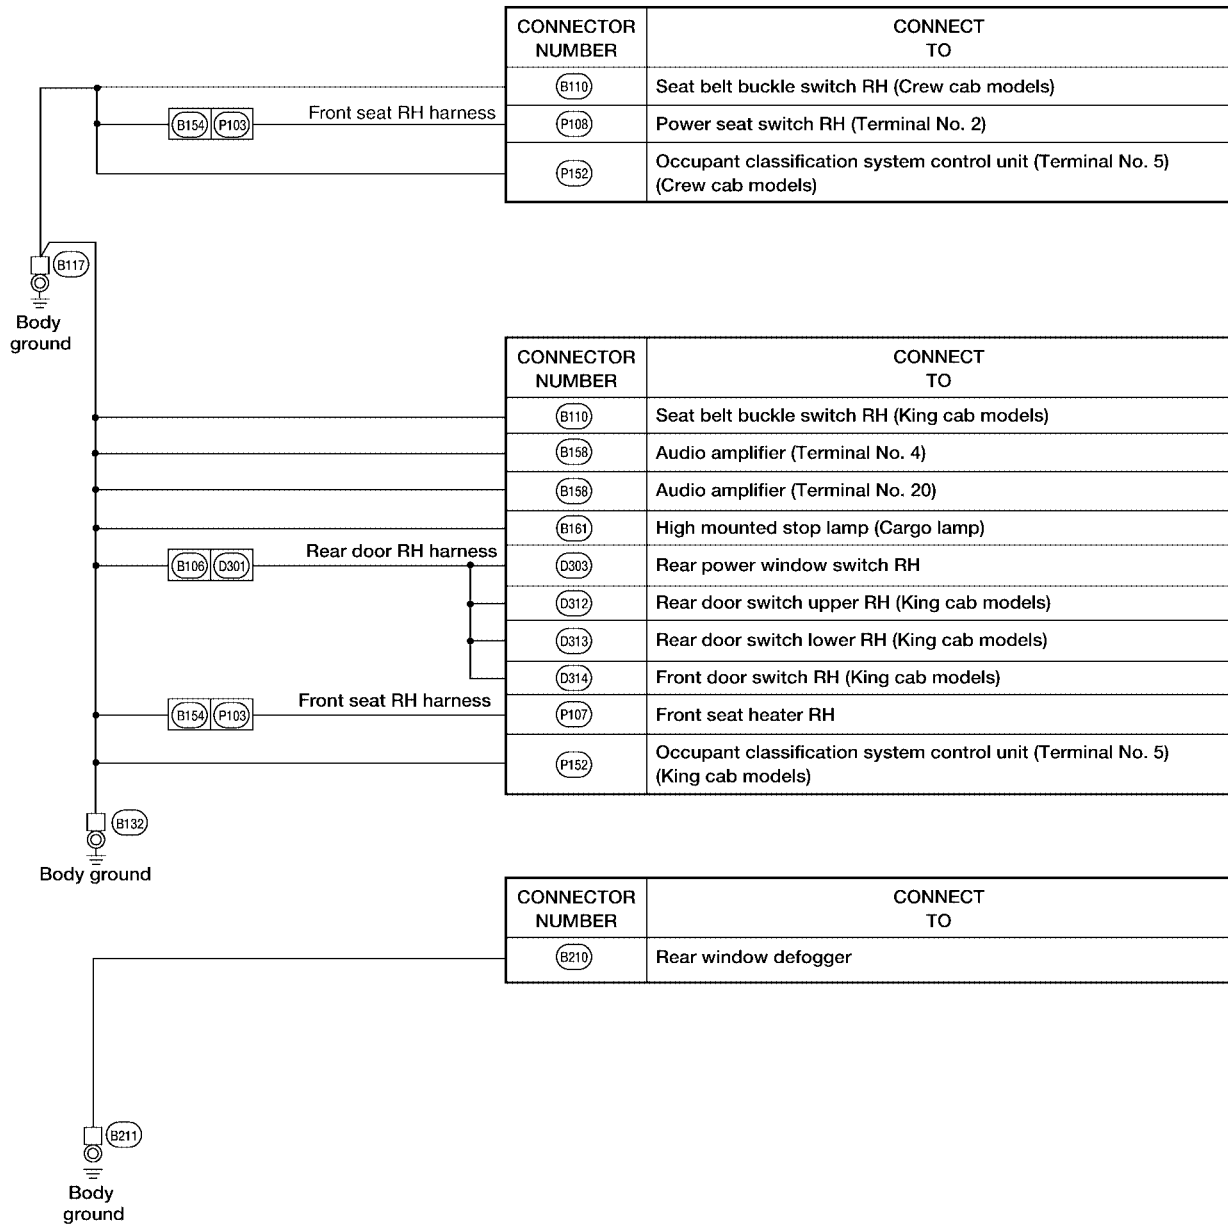 CONNECTOR NUMBER CONNECT TO
B110 Seat belt buckle switch RH (Crew cab models)
B154 P103 Front seat RH harness P108 Power seat switch RH (Terminal No. 2)
P152 Occupant classification system control unit (Terminal No. 5)
(Crew cab models)
B117
Body
ground
CONNECTOR NUMBER CONNECT TO
B110 Seat belt buckle switch RH (King cab models)
B158 Audio amplifier (Terminal No. 4)
B158 Audio amplifier (Terminal No. 20)
B161 High mounted stop lamp (Cargo lamp)
B106 D301 Rear door RH harness D303 Rear power window switch RH
D312 Rear door switch upper RH (King cab models)
D313 Rear door switch lower RH (King cab models)
D314 Front door switch RH (King cab models)
B154 P103 Front seat RH harness P107 Front seat heater RH
P152 Occupant classification system control unit (Terminal No. 5)
(King cab models)
B132
Body ground
CONNECTOR NUMBER CONNECT TO
B210 Rear window defogger
B211
Body
ground